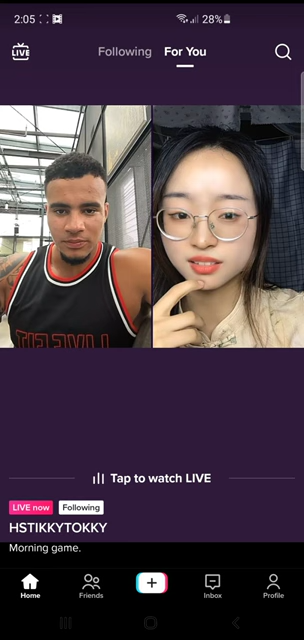 2:05
28%
LIVE
Following For You
Tap to watch LIVE
LIVE now Following
HSTIKKYTOKKY
Morning game.
Home Friends Inbox Profile